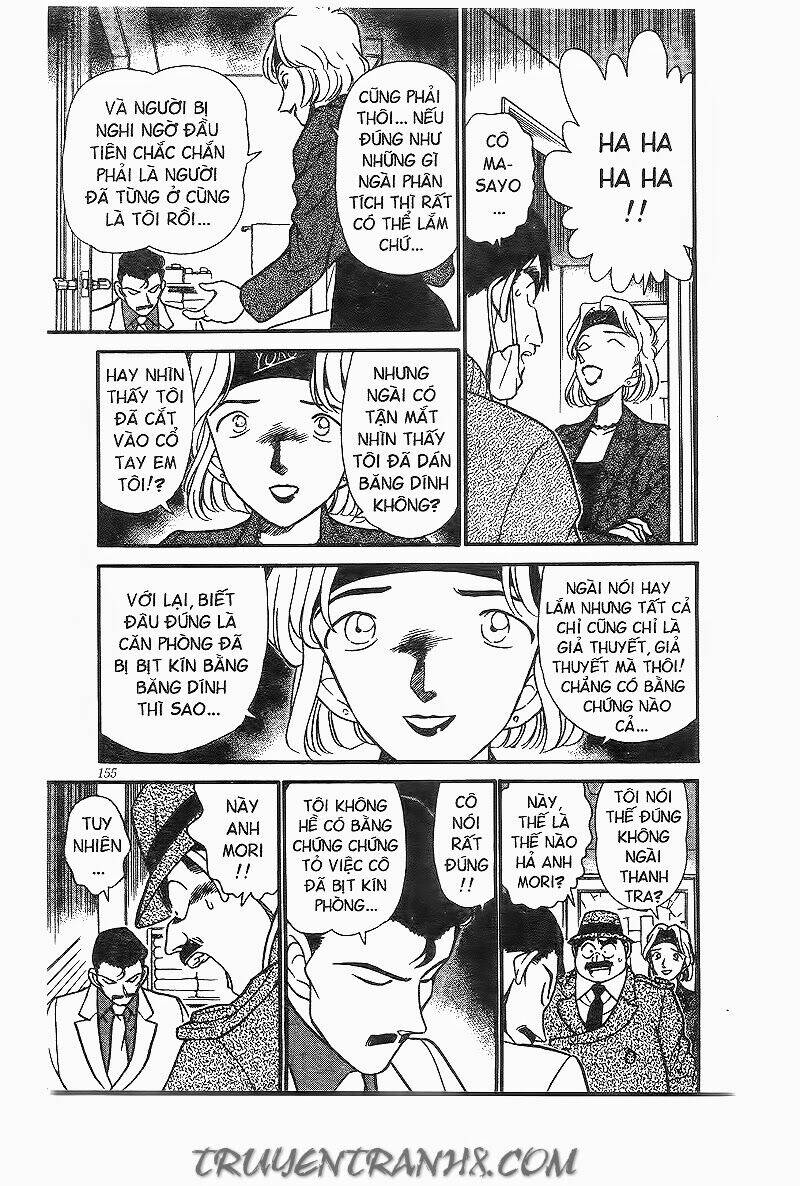 HA HA
HA HA
!!
CÔ
MA-
SAYO
...
CŨNG PHẢI
THÔI... NẾU
ĐÚNG NHƯ
NHỮNG GÌ
NGÀI PHÂN
TÍCH THÌ RẤT
CÓ THỂ LẮM
CHỨ...
VÀ NGƯỜI BỊ
NGHI NGỜ ĐẦU
TIÊN CHẮC CHẮN
PHẢI LÀ NGƯỜI
ĐÃ TỪNG Ở CÙNG
LÀ TÔI RỒI...
NHƯNG
NGÀI CÓ
TẬN MẮT
NHÌN THẤY
TÔI ĐÃ DÁN
BĂNG DÍNH
KHÔNG?
YOKO
HAY NHÌN
THẤY TÔI
ĐÃ CẮT
VÀO CỔ
TAY EM
TÔI!?
NGÀI NÓI HAY
LẮM NHƯNG TẤT CẢ
CHỈ CŨNG CHỈ LÀ
GIẢ THUYẾT, GIẢ
THUYẾT MÀ THÔI!
CHẲNG CÓ BẰNG
CHỨNG NÀO
CẢ...
VỚI LẠI, BIẾT
ĐÂU ĐÚNG LÀ
CĂN PHÒNG ĐÃ
BỊ BỊT KÍN BẰNG
BĂNG DÍNH
THÌ SAO...
155
TÔI NÓI
THẾ ĐÚNG
KHÔNG
NGÀI
THANH
TRA?
NÀY,
THẾ LÀ
THẾ NÀO
HẢ ANH
MORI?
CÔ
NÓI
RẤT
ĐÚNG
!!
TÔI KHÔNG
HỀ CÓ BẰNG
CHỨNG CHỨNG
TỎ VIỆC CÔ
ĐÃ BỊT KÍN
PHÒNG...
NÀY
ANH
MORI
!!
TUY
NHIÊN
...
TRUYENTRANH8.COM